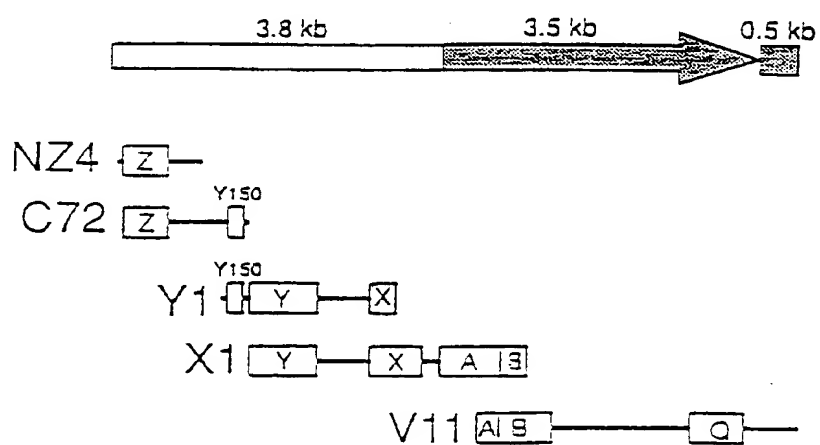 3.8 kb 3.5 kb 0.5 kb
NZ4 Z
Y150
C72 Z
Y150
Y1 Y X
X1 Y X A B
V11 A B Q